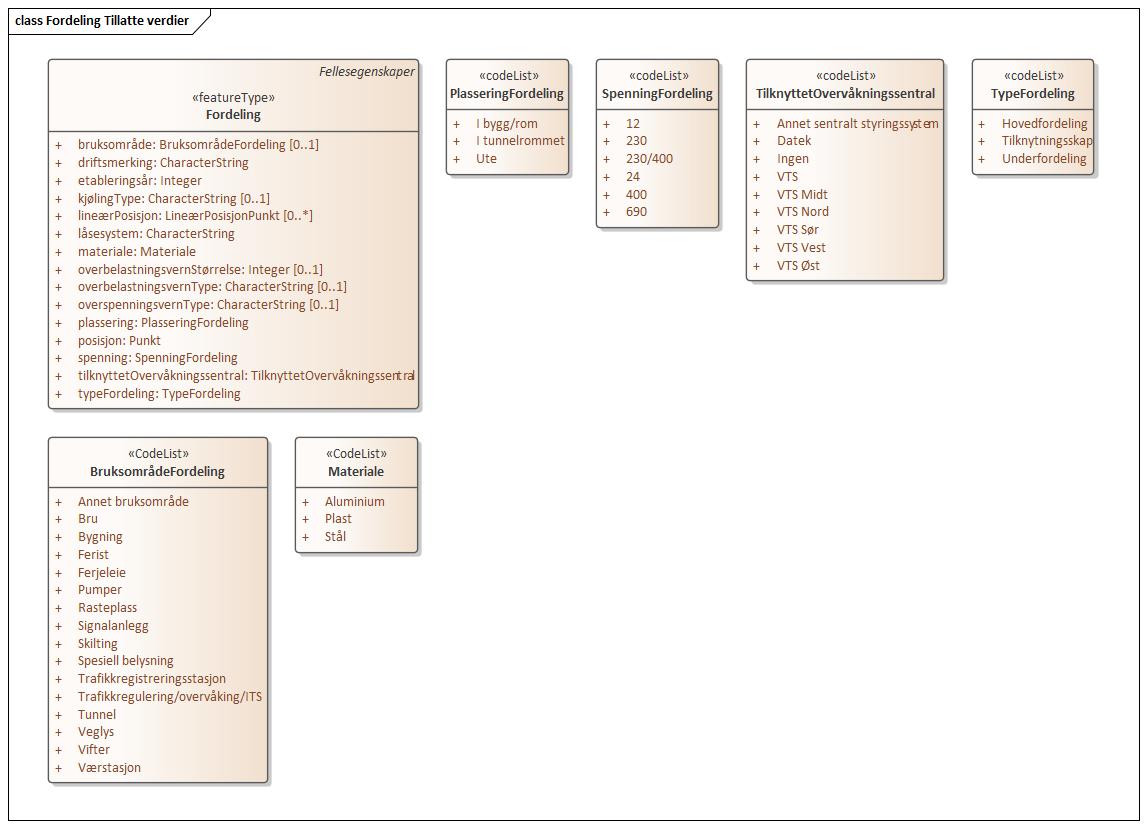 class Fordeling Tillatte verdier
Fellesegenskaper
«featureType»
Fordeling
+ bruksområde: BruksområdeFordeling [0..1]
+ driftsmerking: CharacterString
+ etableringsår: Integer
+ kjølingType: CharacterString [0..1]
+ lineærPosisjon: LineærPosisjonPunkt [0..*]
+ låsesystem: CharacterString
+ materiale: Materiale
+ overbelastningsvernStørrelse: Integer [0..1]
+ overbelastningsvernType: CharacterString [0..1]
+ overspenningsvernType: CharacterString [0..1]
+ plassering: PlasseringFordeling
+ posisjon: Punkt
+ spenning: SpenningFordeling
+ tilknyttetOvervåkningssentral: TilknyttetOvervåkningssentral
+ typeFordeling: TypeFordeling
«codeList»
PlasseringFordeling
+ I bygg/rom
+ I tunnelrommet
+ Ute
«codeList»
SpenningFordeling
+ 12
+ 230
+ 230/400
+ 24
+ 400
+ 690
«codeList»
TilknyttetOvervåkningssentral
+ Annet sentralt styringssystem
+ Datek
+ Ingen
+ VTS
+ VTS Midt
+ VTS Nord
+ VTS Sør
+ VTS Vest
+ VTS Øst
«codeList»
TypeFordeling
+ Hovedfordeling
+ Tilknytningsskap
+ Underfordeling
«CodeList»
BruksområdeFordeling
+ Annet bruksområde
+ Bru
+ Bygning
+ Ferist
+ Ferjeleie
+ Pumper
+ Rasteplass
+ Signalanlegg
+ Skilting
+ Spesiell belysning
+ Trafikkregistreringsstasjon
+ Trafikkregulering/overvåking/ITS
+ Tunnel
+ Veglys
+ Vifter
+ Værstasjon
«CodeList»
Materiale
+ Aluminium
+ Plast
+ Stål